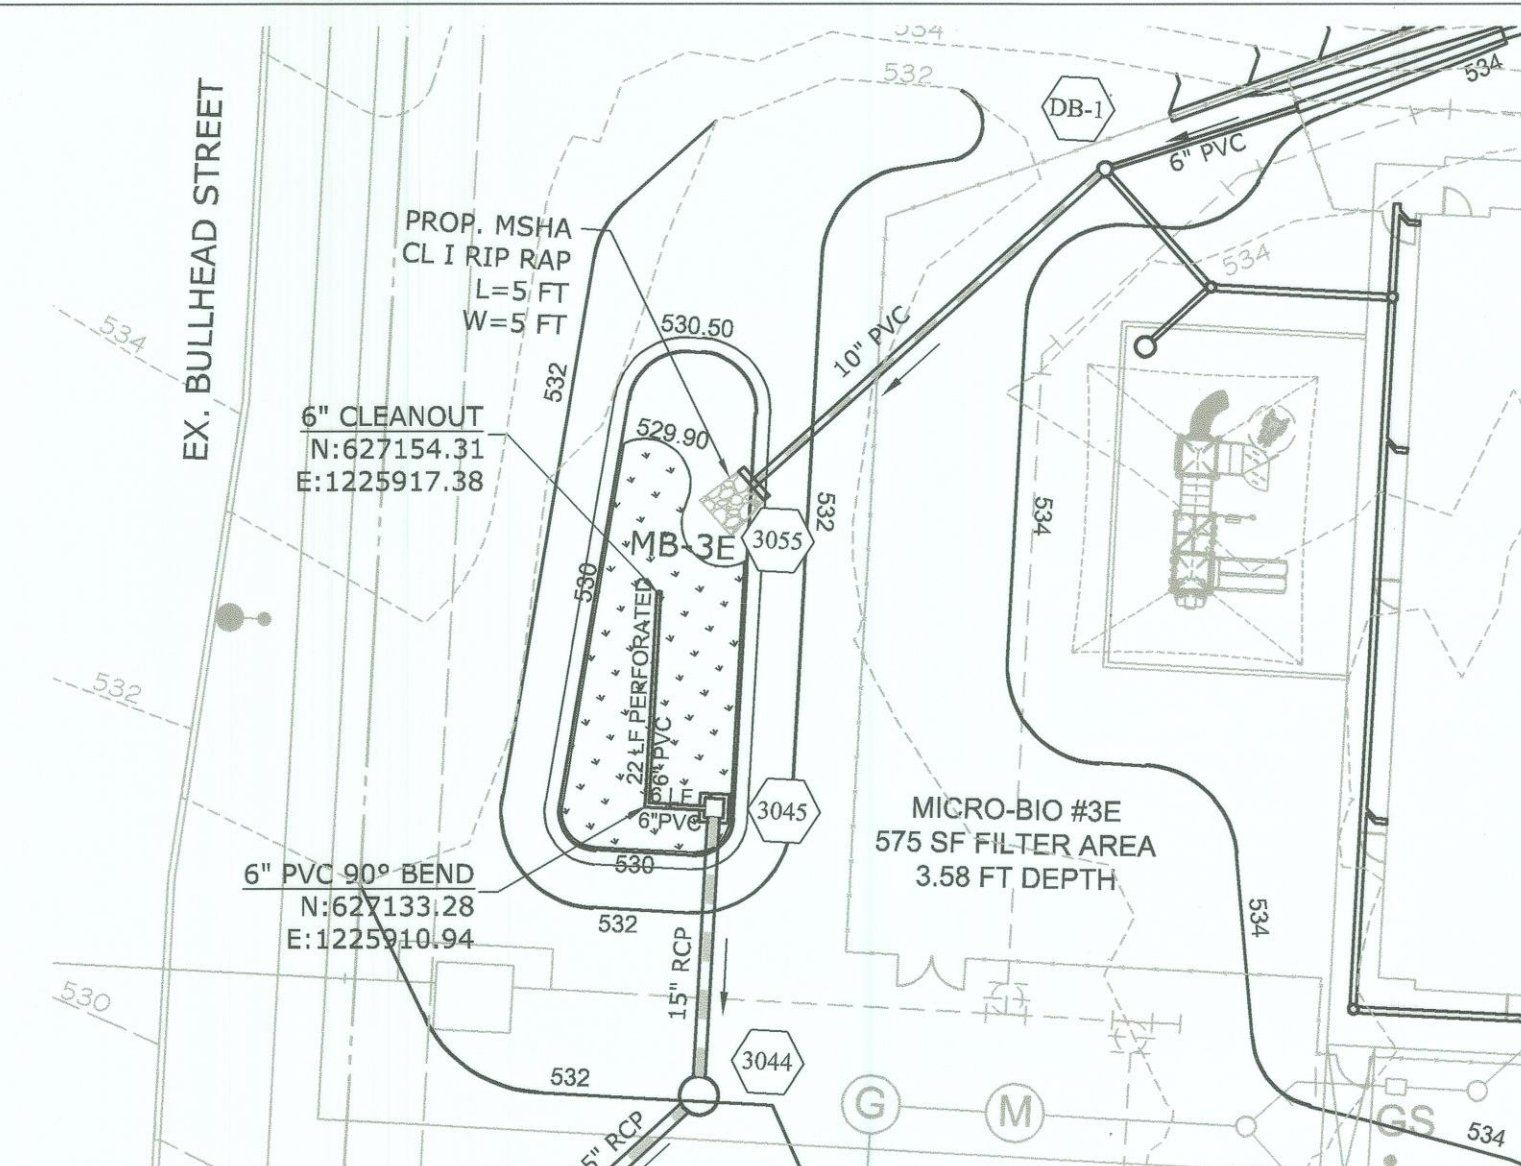 534
532
DB-1
534
6" PVC
EX. BULLHEAD STREET
PROP. MSHA
CL I RIP RAP
L=5 FT
W=5 FT
534
534
530.50
10" PVC
532
6" CLEANOUT
N:627154.31
E:1225917.38
529.90
532
534
MB-3E
3055
530
22 LF PERFORATED
6" PVC
532
6 LF
6"PVC
3045
MICRO-BIO #3E
575 SF FILTER AREA
3.58 FT DEPTH
530
6" PVC 90° BEND
N:627133.28
E:1225910.94
532
534
15" RCP
530
3044
532
G
M
GS
534
5" RCP